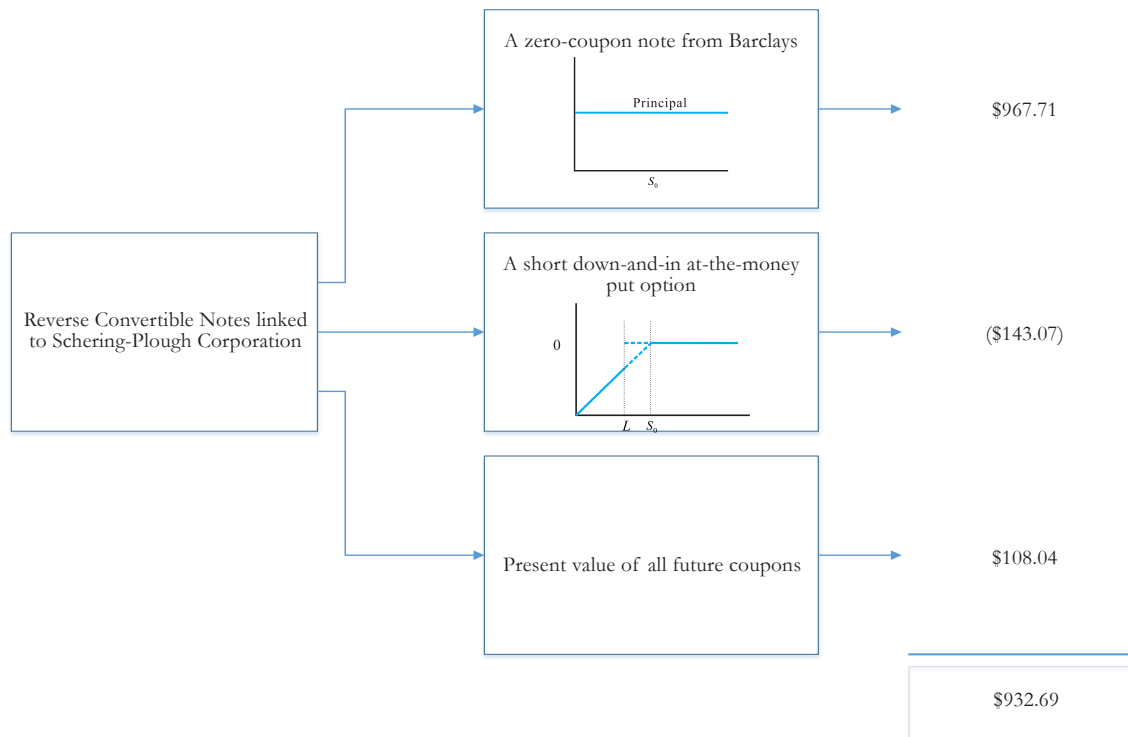 A zero-coupon note from Barclays
Principal
S₀
$967.71
Reverse Convertible Notes linked
to Schering-Plough Corporation
A short down-and-in at-the-money
put option
0
L S₀
($143.07)
Present value of all future coupons
$108.04
$932.69